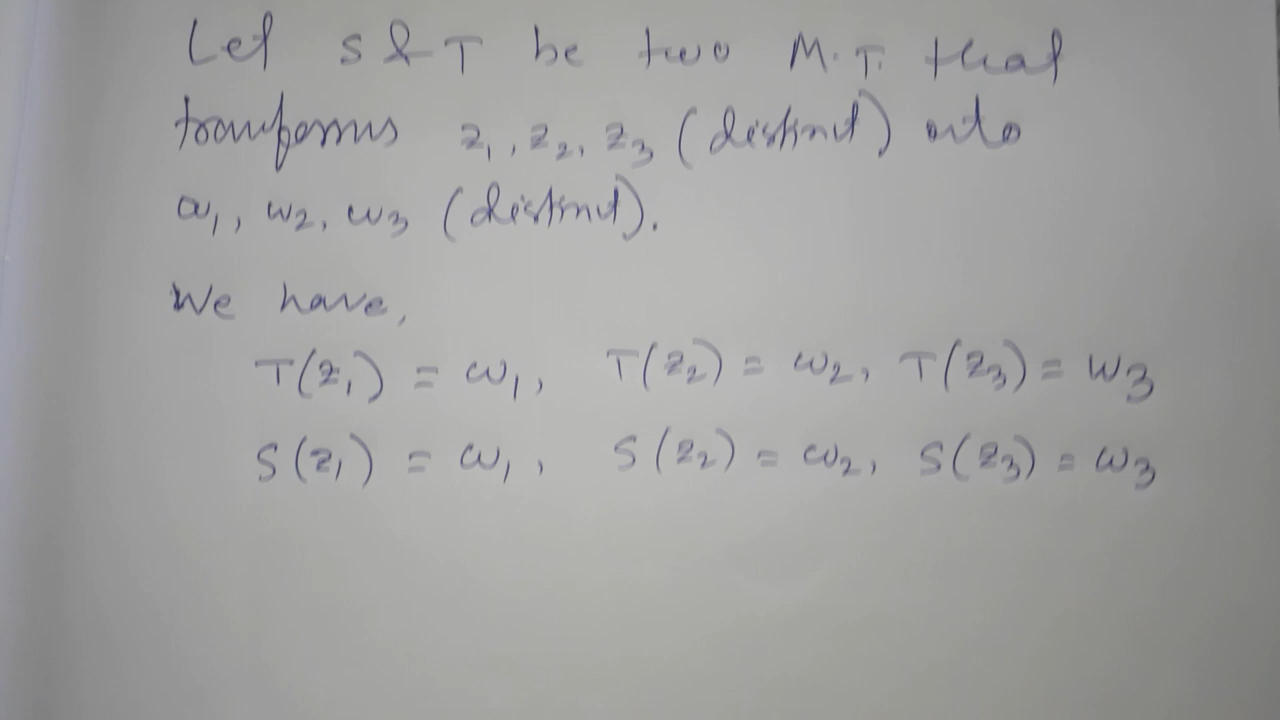 Let S & T be two M.T. that
transforms z₁, z₂, z₃ (distinct) onto
w₁, w₂, w₃ (distinct).
We have,
T(z₁) = w₁, T(z₂) = w₂, T(z₃) = w₃
S(z₁) = w₁, S(z₂) = w₂, S(z₃) = w₃